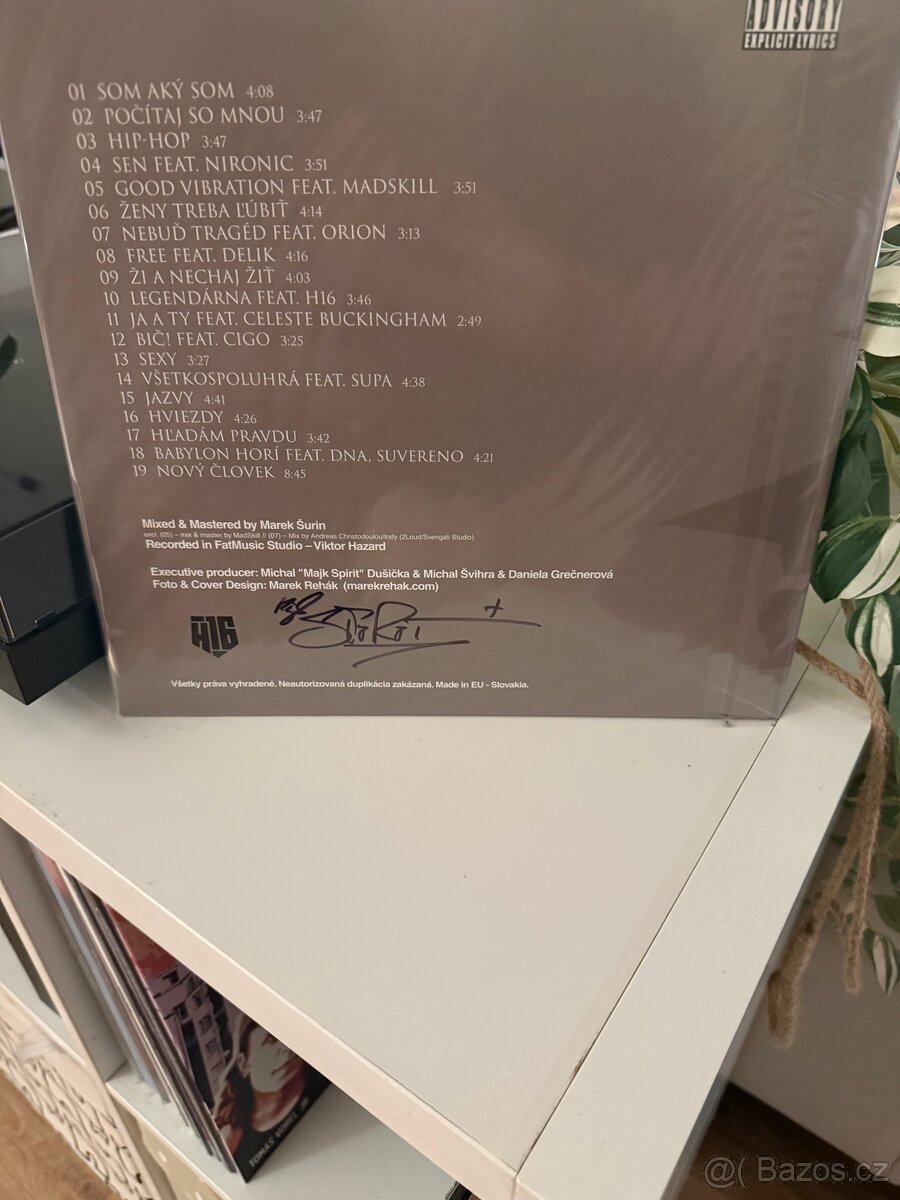 ADVISORY
EXPLICIT LYRICS
01 SOM AKÝ SOM 4:08
02 POČÍTAJ SO MNOU 3:47
03 HIP-HOP 3:47
04 SEN FEAT. NIRONIC 3:51
05 GOOD VIBRATION FEAT. MADSKILL 3:51
06 ŽENY TREBA ĽÚBIŤ 4:14
07 NEBUĎ TRAGÉD FEAT. ORION 3:13
08 FREE FEAT. DELIK 4:16
09 ŽI A NECHAJ ŽIŤ 4:03
10 LEGENDÁRNA FEAT. H16 3:46
11 JA A TY FEAT. CELESTE BUCKINGHAM 2:49
12 BIČ! FEAT. CIGO 3:25
13 SEXY 3:27
14 VŠETKOSPOLUHRÁ FEAT. SUPA 4:38
15 JAZVY 4:41
16 HVIEZDY 4:26
17 HĽADÁM PRAVDU 3:42
18 BABYLON HORÍ FEAT. DNA, SUVERENO 4:21
19 NOVÝ ČLOVEK 8:45
Mixed & Mastered by Marek Šurin
excl. (05) – mix & master by MadSkill // (07) – Mix by Andreas Christodoulou/Indy (2Loud/Svengali Studio)
Recorded in FatMusic Studio – Viktor Hazard
Executive producer: Michal "Majk Spirit" Dušička & Michal Švihra & Daniela Grečnerová
Foto & Cover Design: Marek Rehák (marekrehak.com)
H16
Všetky práva vyhradené. Neautorizovaná duplikácia zakázaná. Made in EU - Slovakia.
@( Bazos.cz